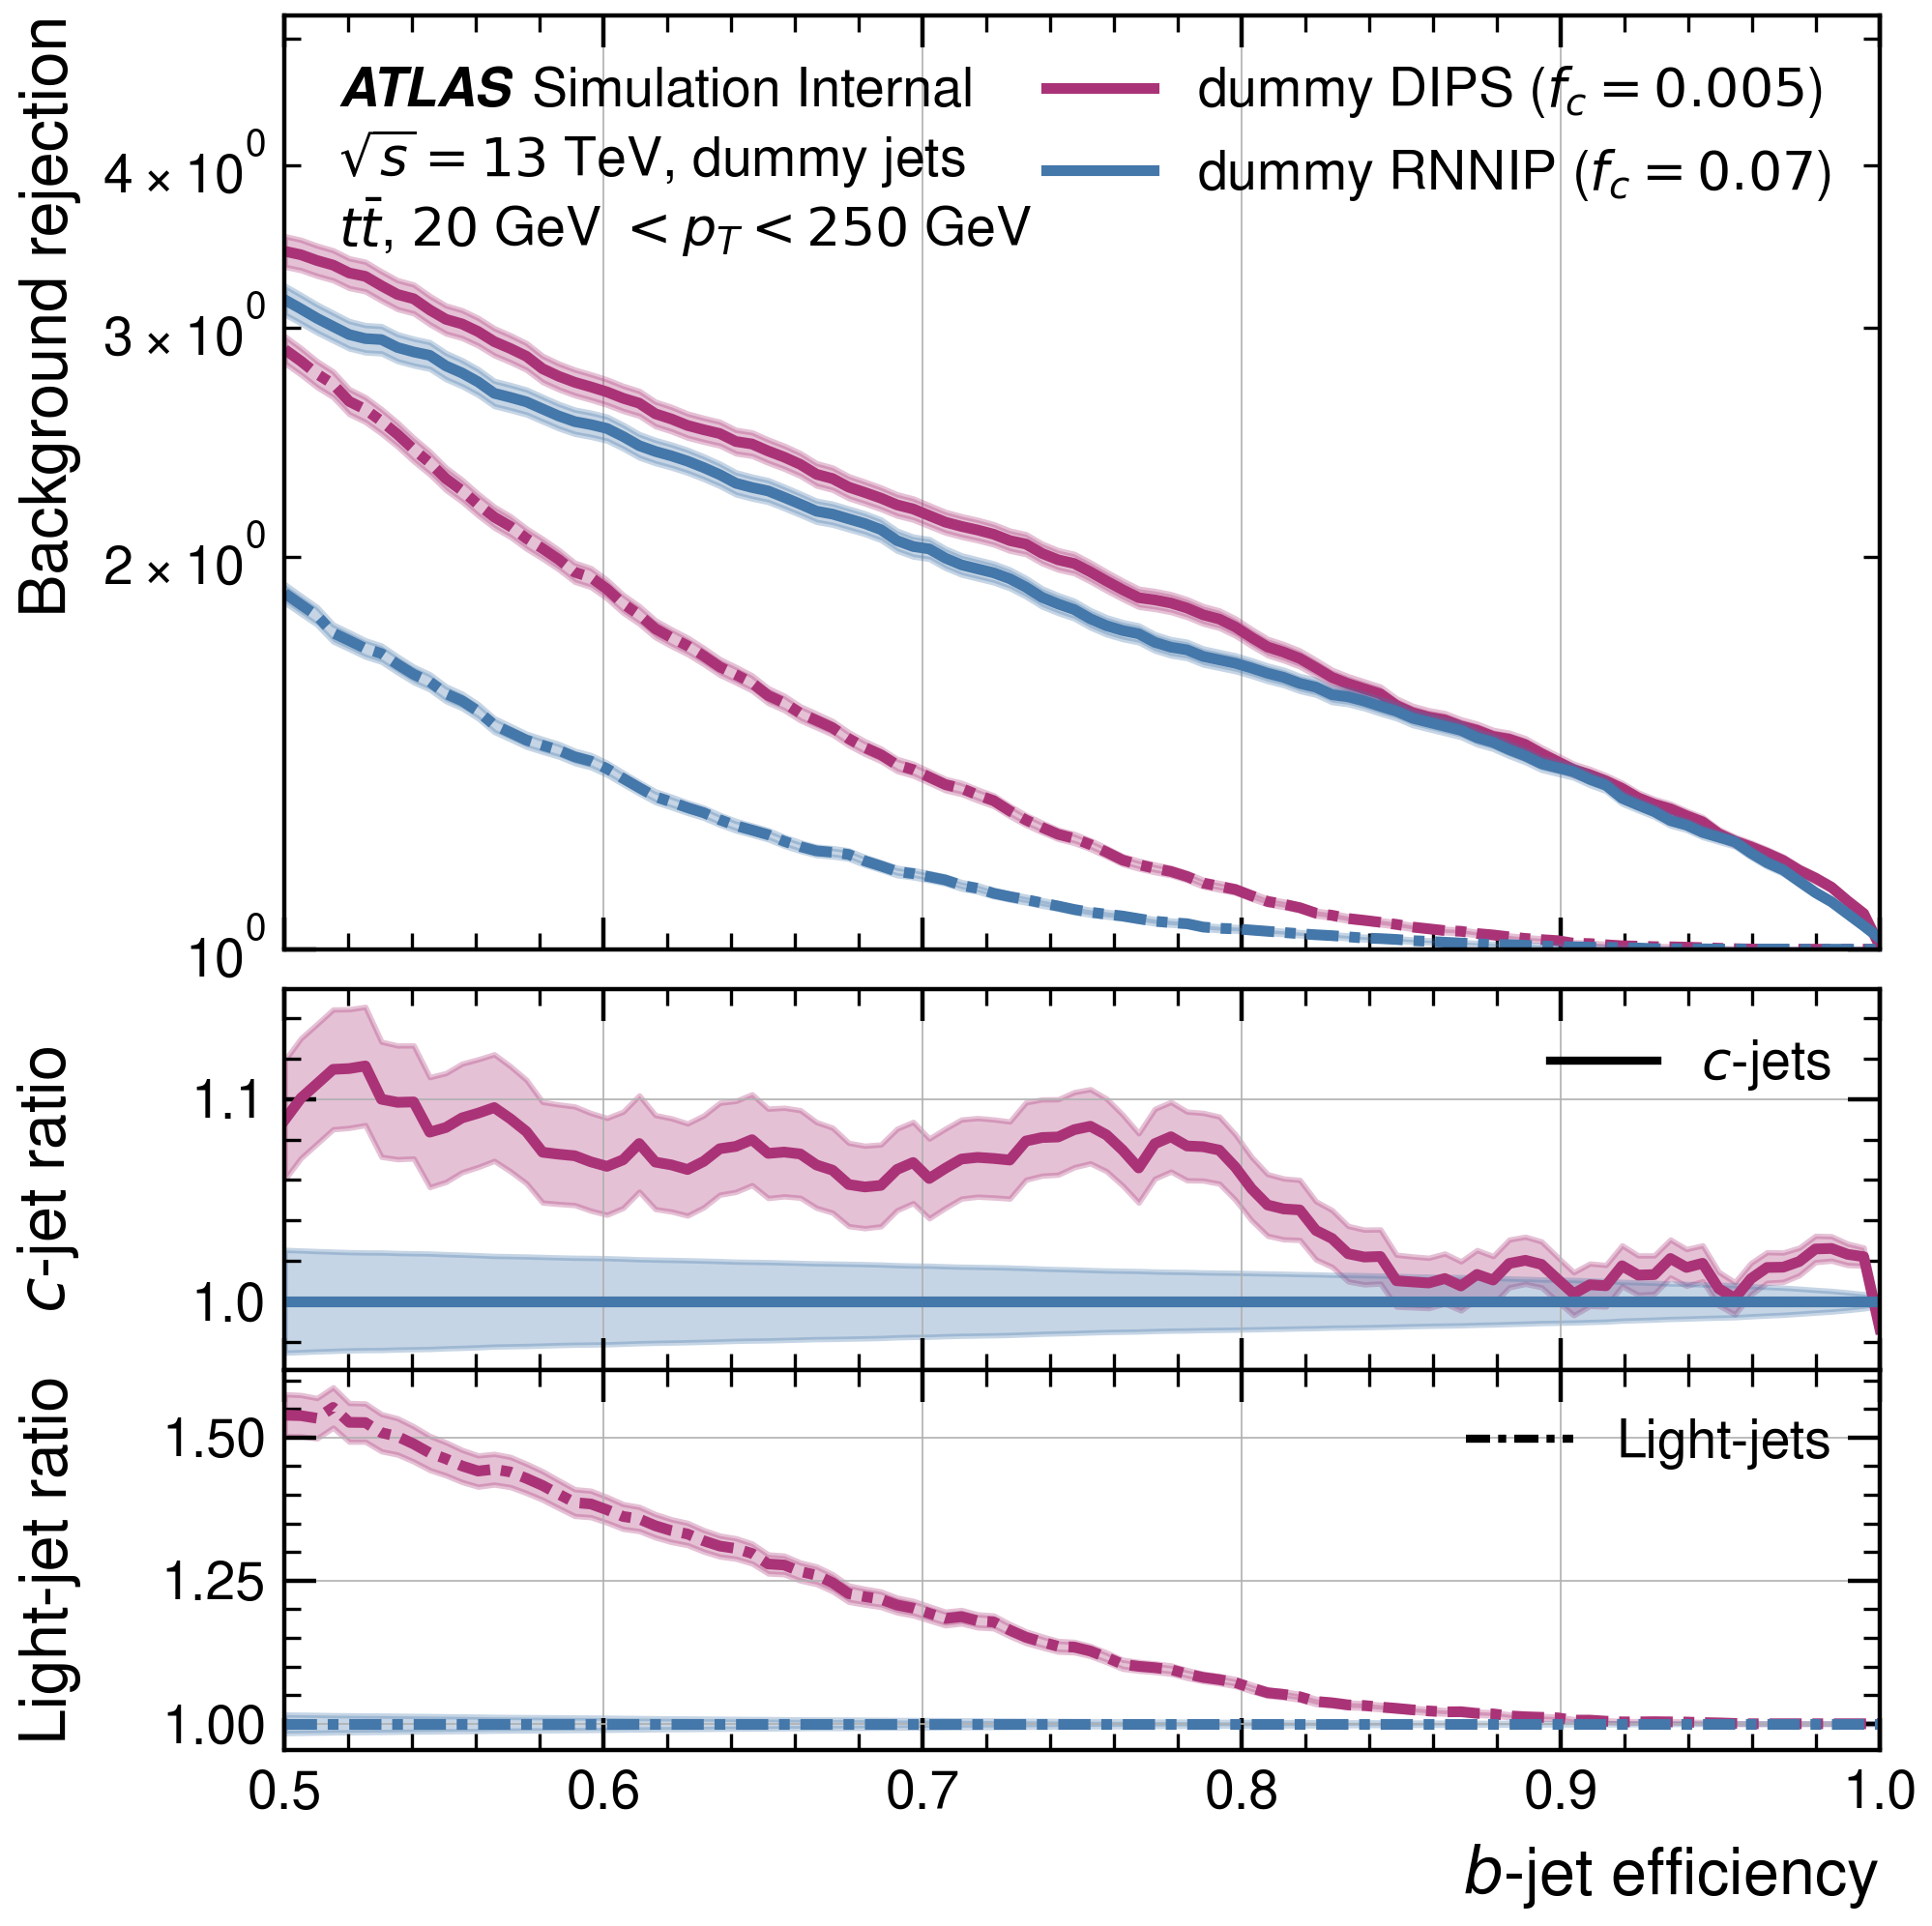 ATLAS Simulation Internal
√s = 13 TeV, dummy jets
tt̄, 20 GeV < p_T < 250 GeV
dummy DIPS (f_c = 0.005)
dummy RNNIP (f_c = 0.07)
Background rejection
4 × 10⁰
3 × 10⁰
2 × 10⁰
10⁰
c-jet ratio
1.1
1.0
c-jets
Light-jet ratio
1.50
1.25
1.00
Light-jets
0.5 0.6 0.7 0.8 0.9 1.0
b-jet efficiency